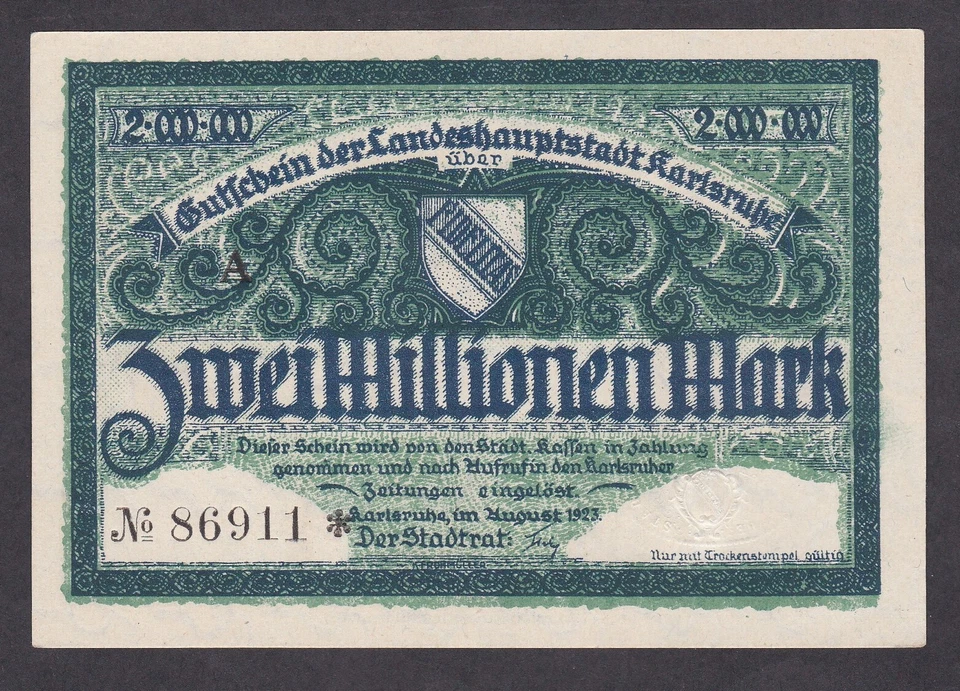 2·000·000
2·000·000
Gutschein der Landeshauptstadt Karlsruhe
über
FIDELITAS
A
Zwei Millionen Mark
Dieser Schein wird von den Städt. Kassen in Zahlung
genommen und nach Aufruf in den Karlsruher
Zeitungen eingelöst.
Karlsruhe, im August 1923.
№ 86911 *
Der Stadtrat:
Nur mit Trockenstempel gültig